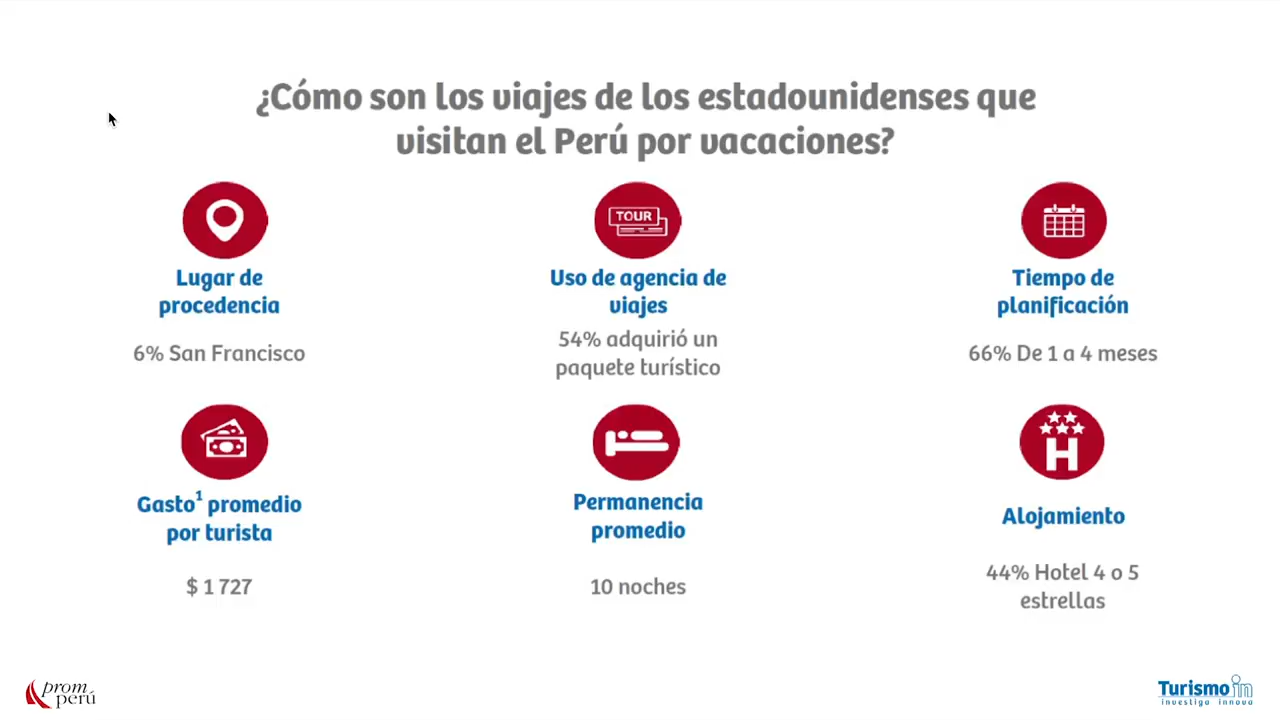 ¿Cómo son los viajes de los estadounidenses que
visitan el Perú por vacaciones?
Lugar de
procedencia
6% San Francisco
TOUR
Uso de agencia de
viajes
54% adquirió un
paquete turístico
Tiempo de
planificación
66% De 1 a 4 meses
Gasto¹ promedio
por turista
$ 1 727
Permanencia
promedio
10 noches
H
Alojamiento
44% Hotel 4 o 5
estrellas
prom
perú
Turismo in
investiga innova